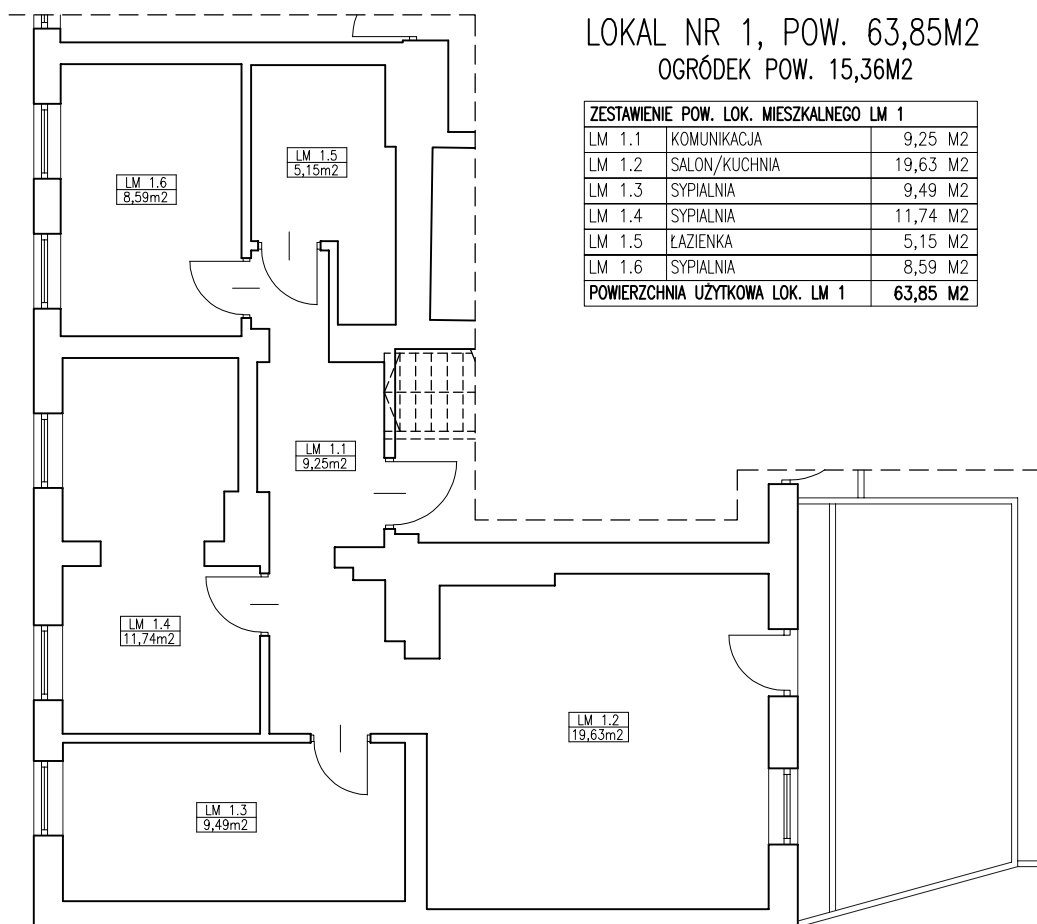 LOKAL NR 1, POW. 63,85M2
OGRÓDEK POW. 15,36M2
ZESTAWIENIE POW. LOK. MIESZKALNEGO LM 1
LM 1.1 KOMUNIKACJA 9,25 M2
LM 1.2 SALON/KUCHNIA 19,63 M2
LM 1.3 SYPIALNIA 9,49 M2
LM 1.4 SYPIALNIA 11,74 M2
LM 1.5 ŁAZIENKA 5,15 M2
LM 1.6 SYPIALNIA 8,59 M2
POWIERZCHNIA UŻYTKOWA LOK. LM 1 63,85 M2
LM 1.5
5,15m2
LM 1.6
8,59m2
LM 1.1
9,25m2
LM 1.4
11,74m2
LM 1.2
19,63m2
LM 1.3
9,49m2